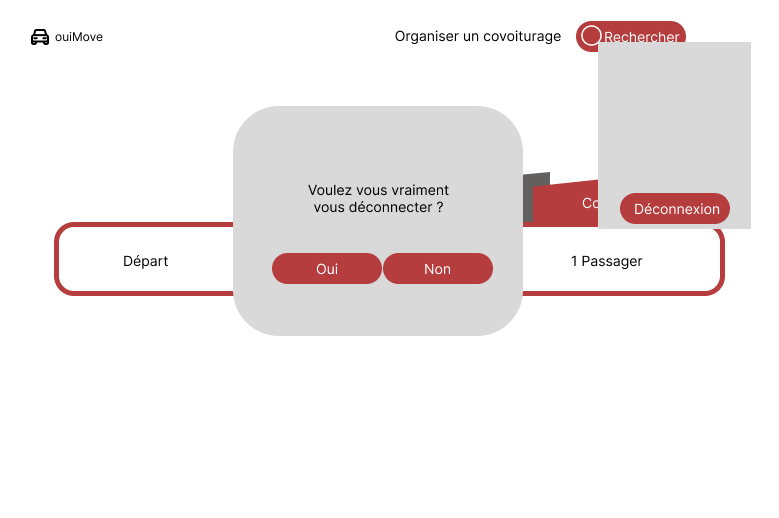 ouiMove
Organiser un covoiturage
Rechercher
Voulez vous vraiment
vous déconnecter ?
Déconnexion
Départ
Oui
Non
1 Passager